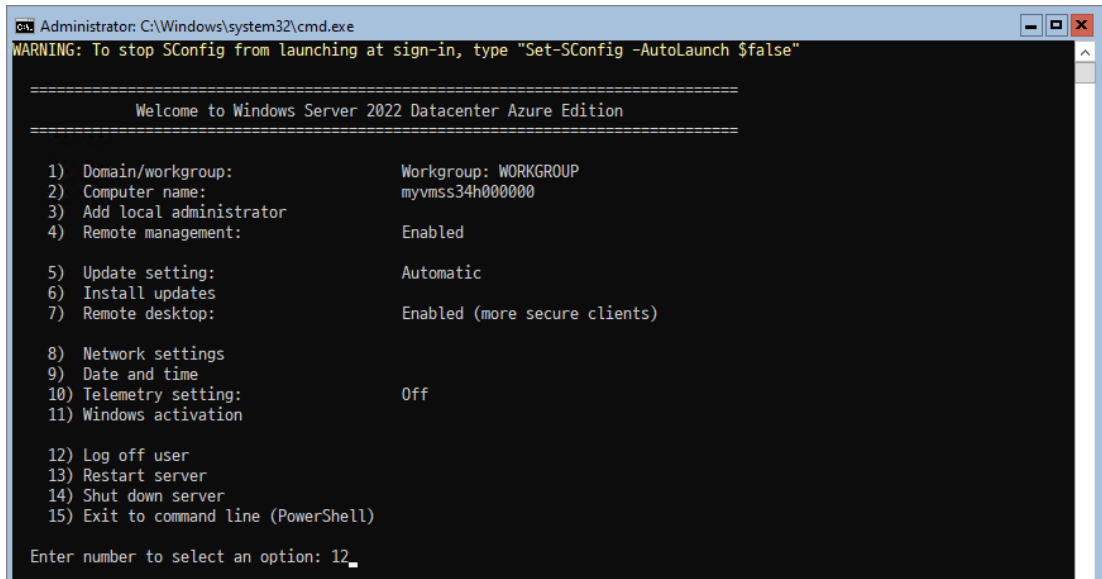 Administrator: C:\Windows\system32\cmd.exe
WARNING: To stop SConfig from launching at sign-in, type "Set-SConfig -AutoLaunch $false"
================================================================================
Welcome to Windows Server 2022 Datacenter Azure Edition
================================================================================
1) Domain/workgroup: Workgroup: WORKGROUP
2) Computer name: myvmss34h000000
3) Add local administrator
4) Remote management: Enabled
5) Update setting: Automatic
6) Install updates
7) Remote desktop: Enabled (more secure clients)
8) Network settings
9) Date and time
10) Telemetry setting: Off
11) Windows activation
12) Log off user
13) Restart server
14) Shut down server
15) Exit to command line (PowerShell)
Enter number to select an option: 12